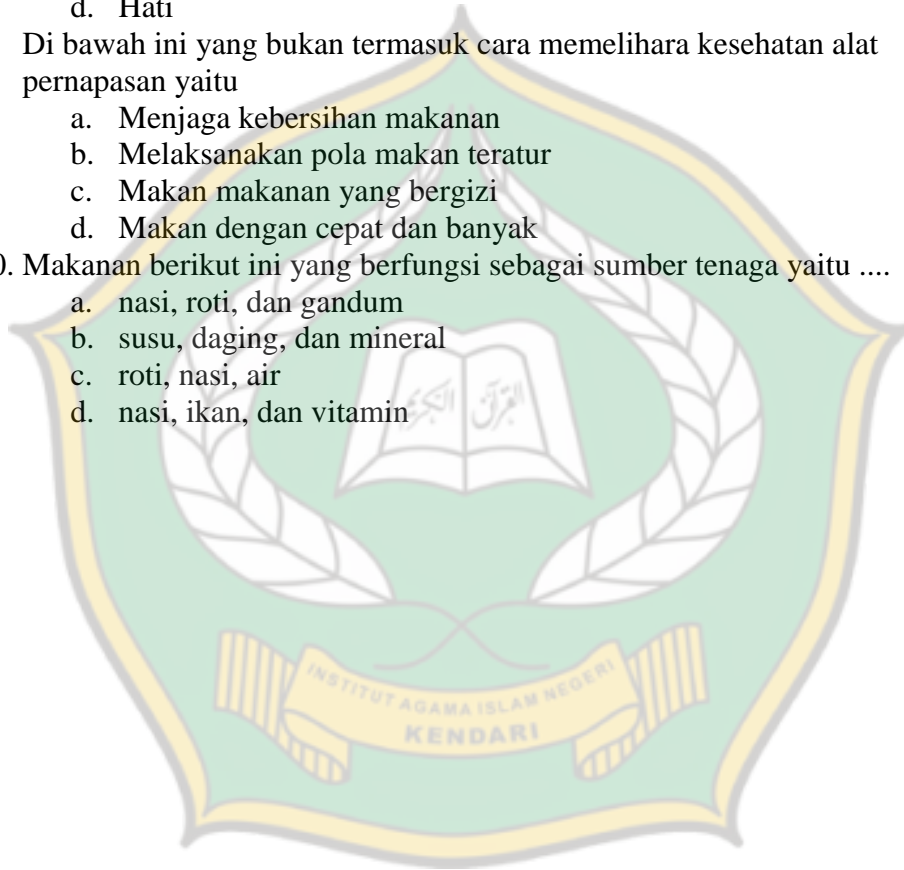 d. Hati
Di bawah ini yang bukan termasuk cara memelihara kesehatan alat
pernapasan yaitu
a. Menjaga kebersihan makanan
b. Melaksanakan pola makan teratur
c. Makan makanan yang bergizi
d. Makan dengan cepat dan banyak
0. Makanan berikut ini yang berfungsi sebagai sumber tenaga yaitu ....
a. nasi, roti, dan gandum
b. susu, daging, dan mineral
c. roti, nasi, air
d. nasi, ikan, dan vitamin
القرآن الكريم
INSTITUT AGAMA ISLAM NEGERI
KENDARI